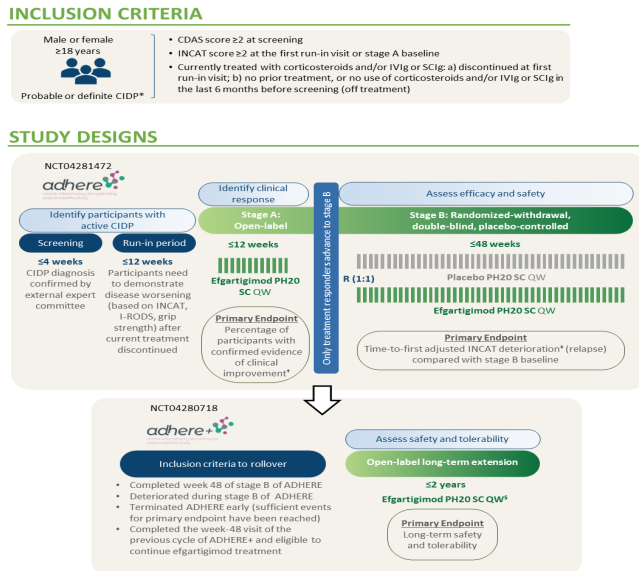 INCLUSION CRITERIA
Male or female
≥18 years
Probable or definite CIDP*
• CDAS score ≥2 at screening
• INCAT score ≥2 at the first run-in visit or stage A baseline
• Currently treated with corticosteroids and/or IVIg or SCIg: a) discontinued at first
run-in visit; b) no prior treatment, or no use of corticosteroids and/or IVIg or SCIg in
the last 6 months before screening (off treatment)
STUDY DESIGNS
NCT04281472
adhere
Identify participants with
active CIDP
Screening
≤4 weeks
CIDP diagnosis
confirmed by
external expert
committee
Run-in period
≤12 weeks
Participants need
to demonstrate
disease worsening
(based on INCAT,
I-RODS, grip
strength) after
current treatment
discontinued
Identify clinical
response
Stage A:
Open-label
≤12 weeks
Efgartigimod PH20
SC QW
Primary Endpoint
Percentage of
participants with
confirmed evidence
of clinical
improvement†
Only treatment responders advance to stage B
Assess efficacy and safety
Stage B: Randomized-withdrawal,
double-blind, placebo-controlled
≤48 weeks
R (1:1)
Placebo PH20 SC QW
Efgartigimod PH20 SC QW
Primary Endpoint
Time-to-first adjusted INCAT deterioration‡ (relapse)
compared with stage B baseline
NCT04280718
adhere+
Inclusion criteria to rollover
• Completed week 48 of stage B of ADHERE
• Deteriorated during stage B of ADHERE
• Terminated ADHERE early (sufficient events
for primary endpoint have been reached)
• Completed the week-48 visit of the
previous cycle of ADHERE+ and eligible to
continue efgartigimod treatment
Assess safety and tolerability
Open-label long-term extension
≤2 years
Efgartigimod PH20 SC QW§
Primary Endpoint
Long-term safety
and tolerability